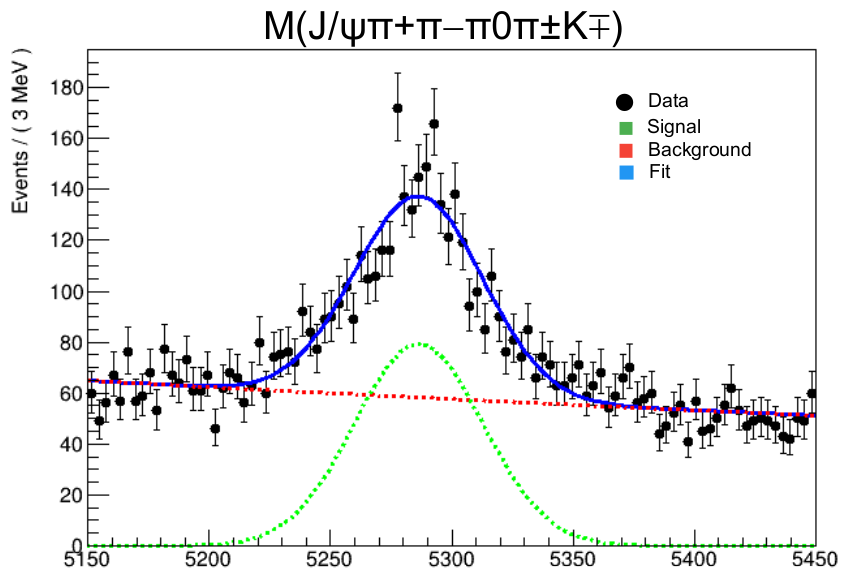 M(J/ψπ+π−π0π±K∓)
Events / ( 3 MeV )
180
160
140
120
100
80
60
40
20
0
5150 5200 5250 5300 5350 5400 5450
Data
Signal
Background
Fit